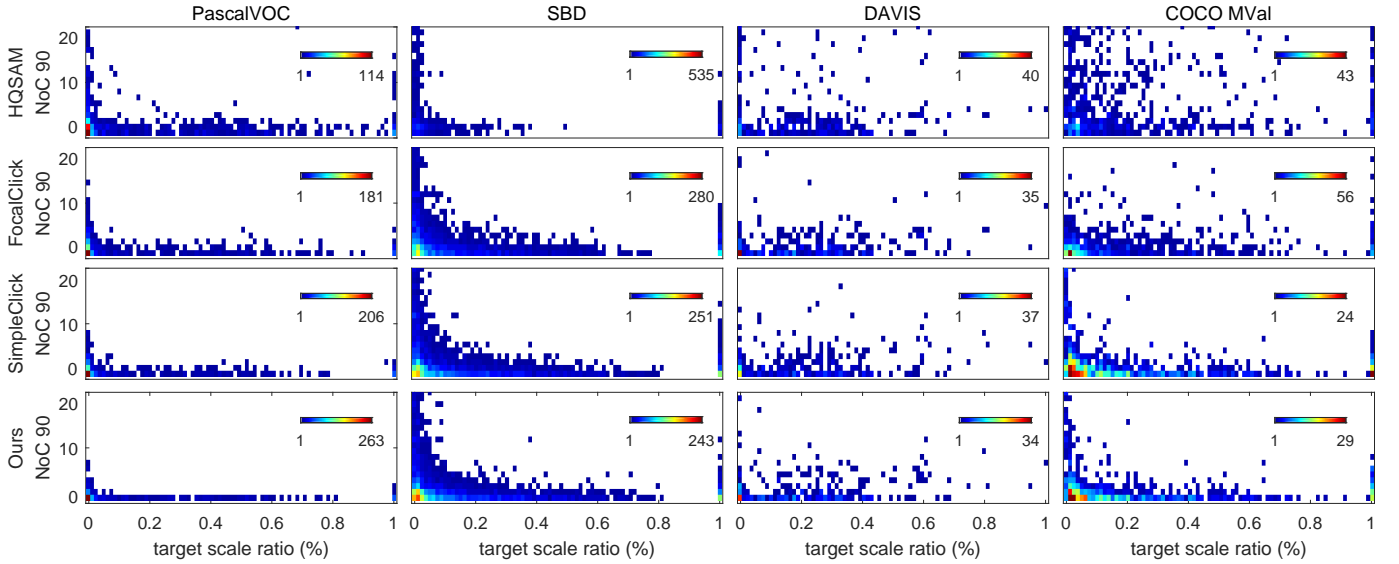 PascalVOC SBD DAVIS COCO MVal
HQSAM
NoC 90
20
10
0
1 114
1 535
1 40
1 43
FocalClick
NoC 90
20
10
0
1 181
1 280
1 35
1 56
SimpleClick
NoC 90
20
10
0
1 206
1 251
1 37
1 24
Ours
NoC 90
20
10
0
1 263
1 243
1 34
1 29
0 0.2 0.4 0.6 0.8 1 0 0.2 0.4 0.6 0.8 1 0 0.2 0.4 0.6 0.8 1 0 0.2 0.4 0.6 0.8 1
target scale ratio (%) target scale ratio (%) target scale ratio (%) target scale ratio (%)